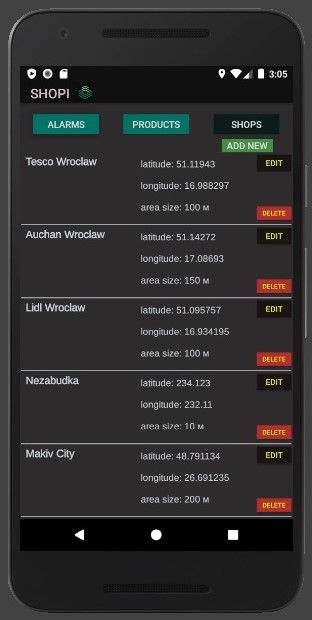 3:05
SHOPI
ALARMS PRODUCTS SHOPS
ADD NEW
Tesco Wroclaw latitude: 51.11943 EDIT
longitude: 16.988297
area size: 100 м DELETE
Auchan Wroclaw latitude: 51.14272 EDIT
longitude: 17.08693
area size: 150 м DELETE
Lidl Wroclaw latitude: 51.095757 EDIT
longitude: 16.934195
area size: 100 м DELETE
Nezabudka latitude: 234.123 EDIT
longitude: 232.11
area size: 10 м DELETE
Makiv City latitude: 48.791134 EDIT
longitude: 26.691235
area size: 200 м DELETE